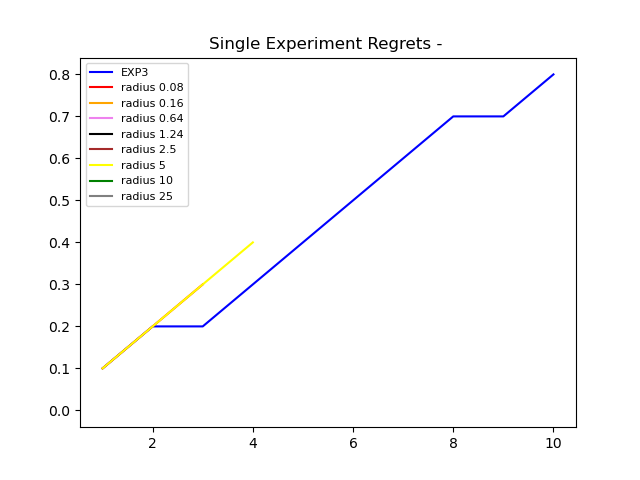 Single Experiment Regrets -
EXP3
radius 0.08
radius 0.16
radius 0.64
radius 1.24
radius 2.5
radius 5
radius 10
radius 25
0.8
0.7
0.6
0.5
0.4
0.3
0.2
0.1
0.0
2 4 6 8 10